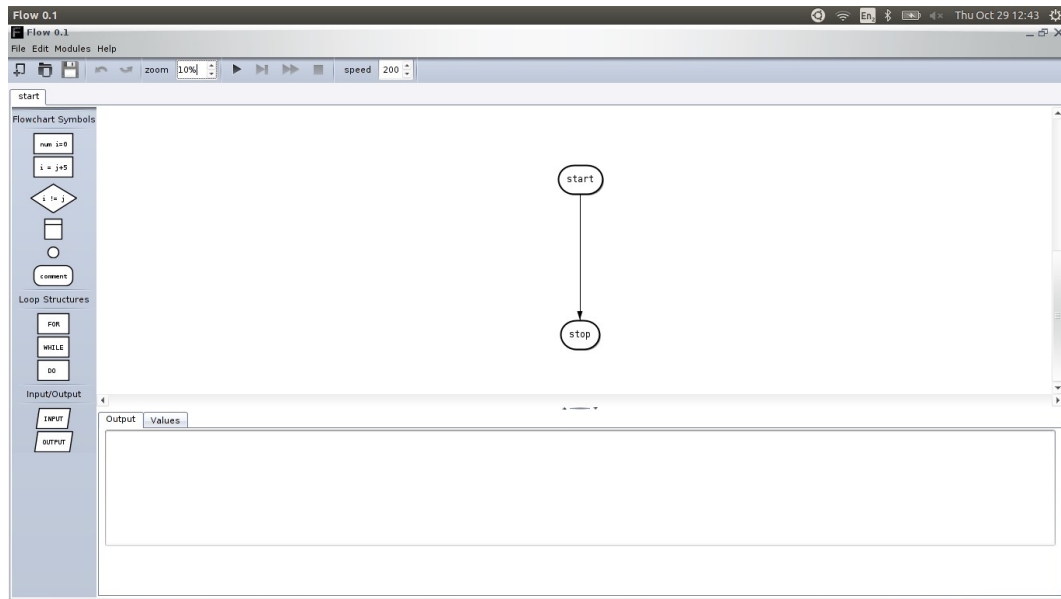 Flow 0.1
En2 Thu Oct 29 12:43
Flow 0.1
File Edit Modules Help
zoom 10% speed 200
start
Flowchart Symbols
num i=0
i = j+5
i != j
comment
Loop Structures
FOR
WHILE
DO
Input/Output
INPUT
OUTPUT
start
stop
Output Values